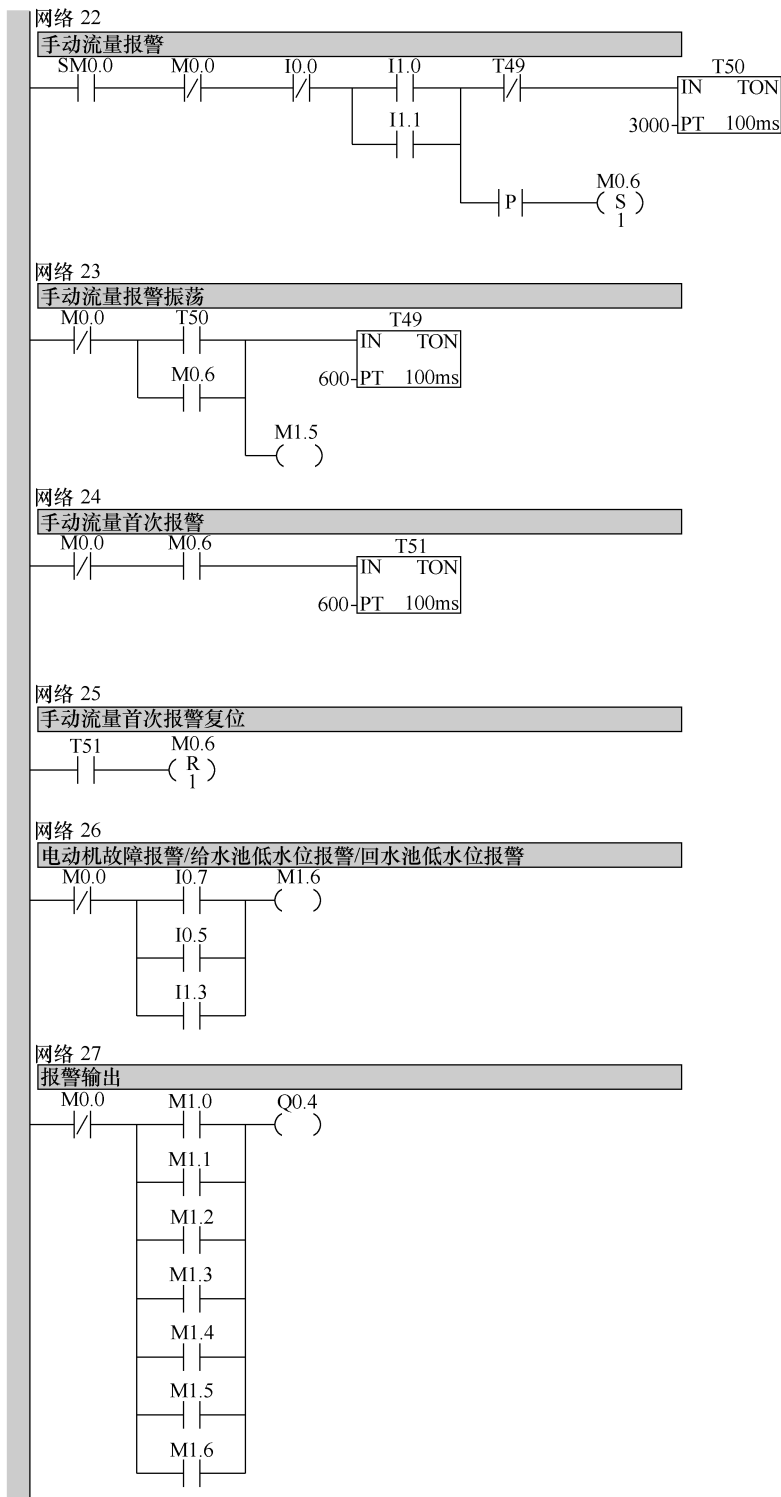 网络 22
手动流量报警
SM0.0 M0.0 I0.0 I1.0 T49 T50
IN TON
I1.1
3000 PT 100ms
M0.6
P S
1
网络 23
手动流量报警振荡
M0.0 T50 T49
IN TON
M0.6
600 PT 100ms
M1.5
网络 24
手动流量首次报警
M0.0 M0.6 T51
IN TON
600 PT 100ms
网络 25
手动流量首次报警复位
T51 M0.6
R
1
网络 26
电动机故障报警/给水池低水位报警/回水池低水位报警
M0.0 I0.7 M1.6
I0.5
I1.3
网络 27
报警输出
M0.0 M1.0 Q0.4
M1.1
M1.2
M1.3
M1.4
M1.5
M1.6